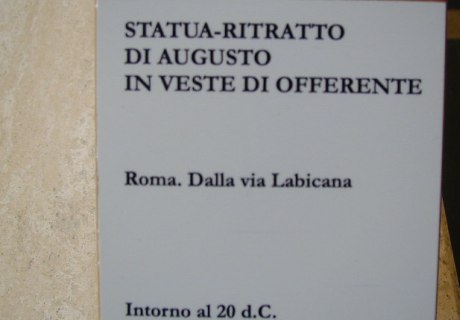 STATUA-RITRATTO
DI AUGUSTO
IN VESTE DI OFFERENTE
Roma. Dalla via Labicana
Intorno al 20 d.C.